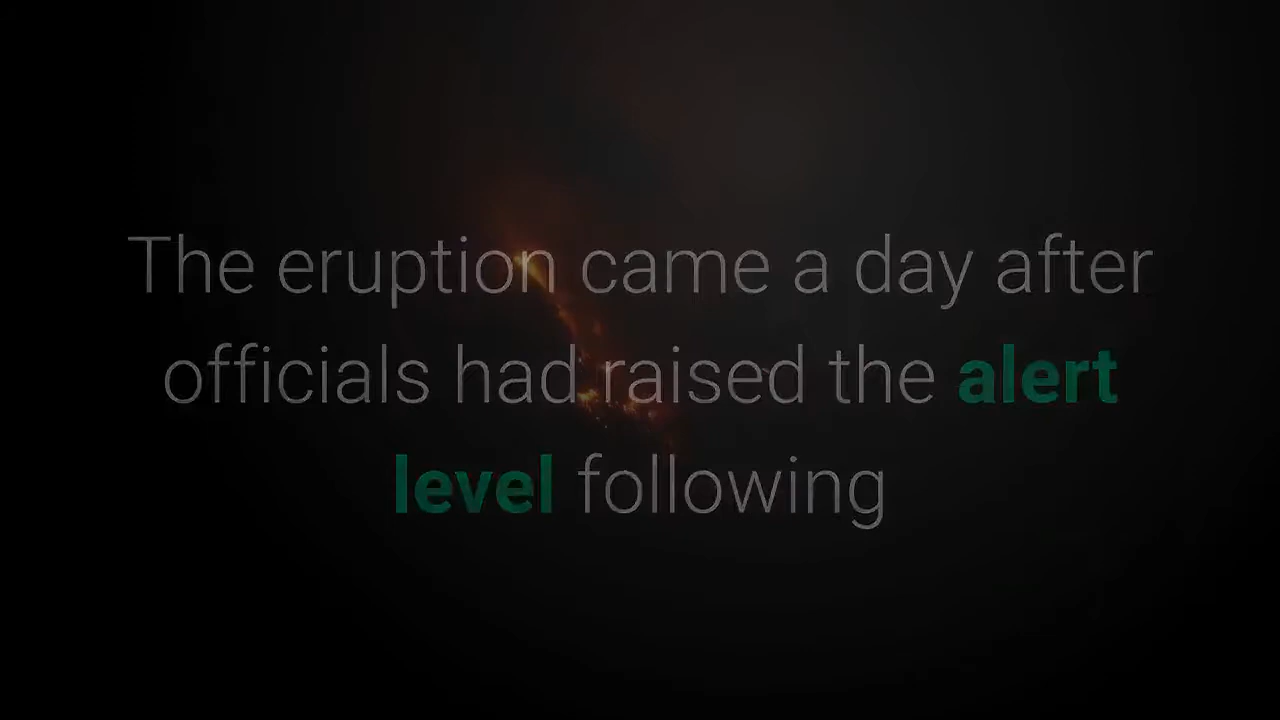 The eruption came a day after
officials had raised the alert
level following